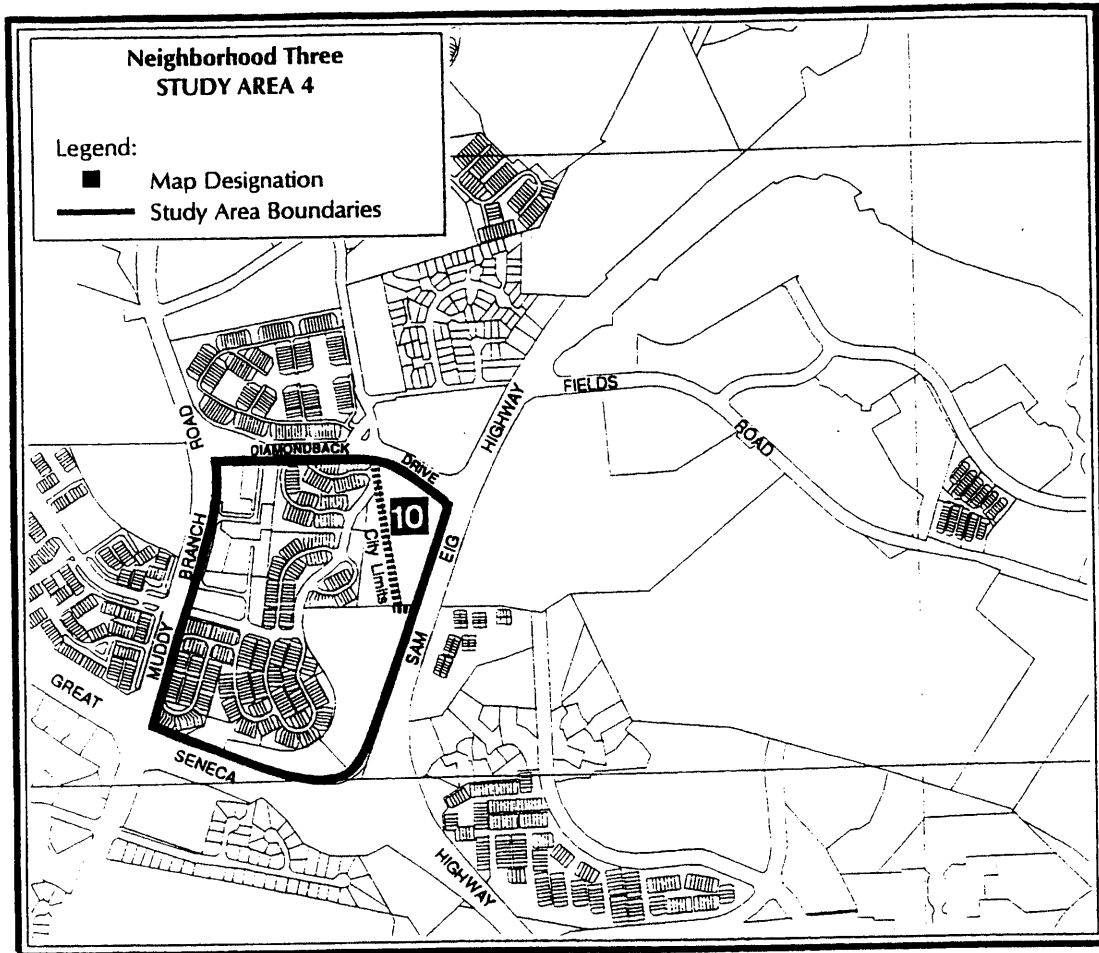 Neighborhood Three
STUDY AREA 4
Legend:
Map Designation
Study Area Boundaries
ROAD
DIAMONDBACK
DRIVE
HIGHWAY
FIELDS
ROAD
10
City Limits
BRANCH
EIG
MUDDY
SAM
GREAT
SENECA
HIGHWAY